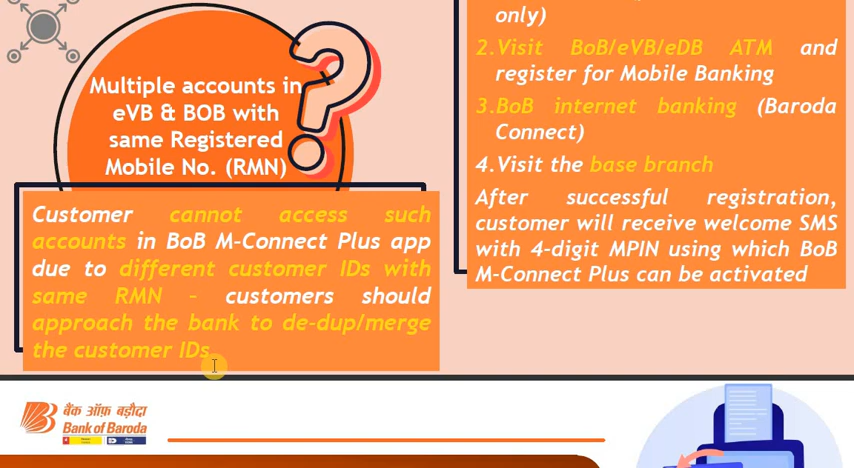 Multiple accounts in
eVB & BOB with
same Registered
Mobile No. (RMN)
Customer cannot access such
accounts in BoB M-Connect Plus app
due to different customer IDs with
same RMN - customers should
approach the bank to de-dup/merge
the customer IDs
only)
2.Visit BoB/eVB/eDB ATM and
register for Mobile Banking
3.BoB internet banking (Baroda
Connect)
4.Visit the base branch
After successful registration,
customer will receive welcome SMS
with 4-digit MPIN using which BoB
M-Connect Plus can be activated
बैंक ऑफ़ बड़ौदा
Bank of Baroda